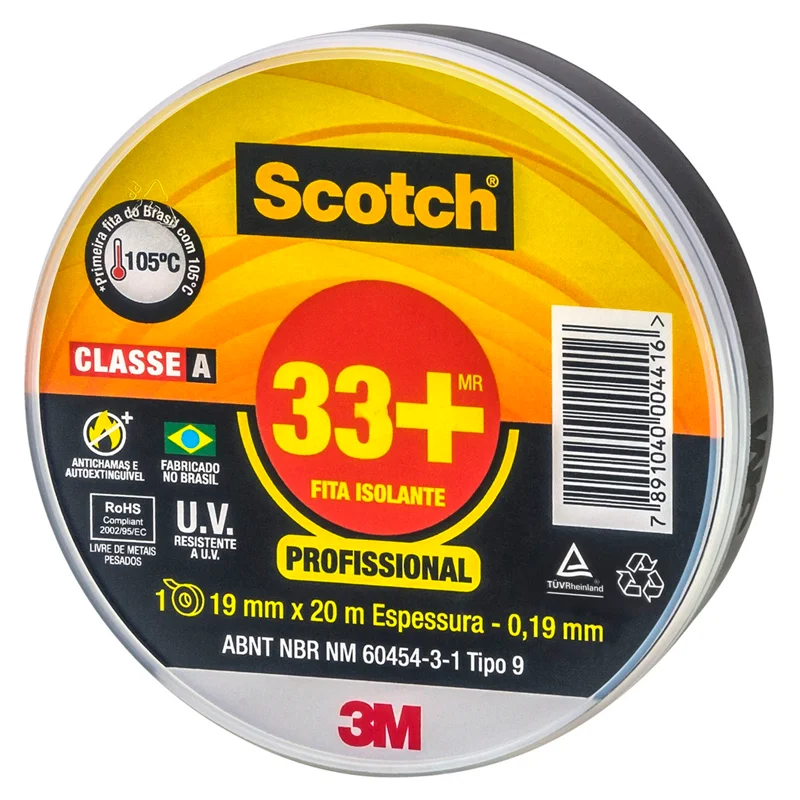 Scotch®
*Primeira fita do Brasil com 105°C
105ºC
CLASSE A
33+ MR
FITA ISOLANTE
PROFISSIONAL
ANTICHAMAS E
AUTOEXTINGUÍVEL
FABRICADO
NO BRASIL
RoHS
Compliant
2002/95/EC
LIVRE DE METAIS
PESADOS
U.V.
RESISTENTE
A U.V.
7 891040 004416 >
TÜVRheinland
1 19 mm x 20 m Espessura - 0,19 mm
ABNT NBR NM 60454-3-1 Tipo 9
3M